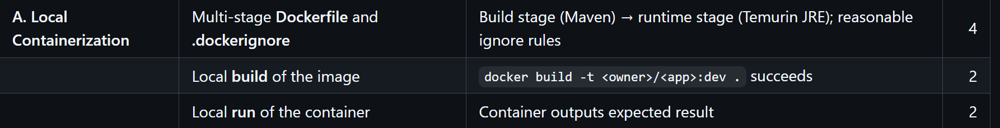 A. Local
Containerization
Multi-stage Dockerfile and
.dockerignore
Build stage (Maven) → runtime stage (Temurin JRE); reasonable
ignore rules
4
Local build of the image
docker build -t <owner>/<app>:dev . succeeds
2
Local run of the container
Container outputs expected result
2